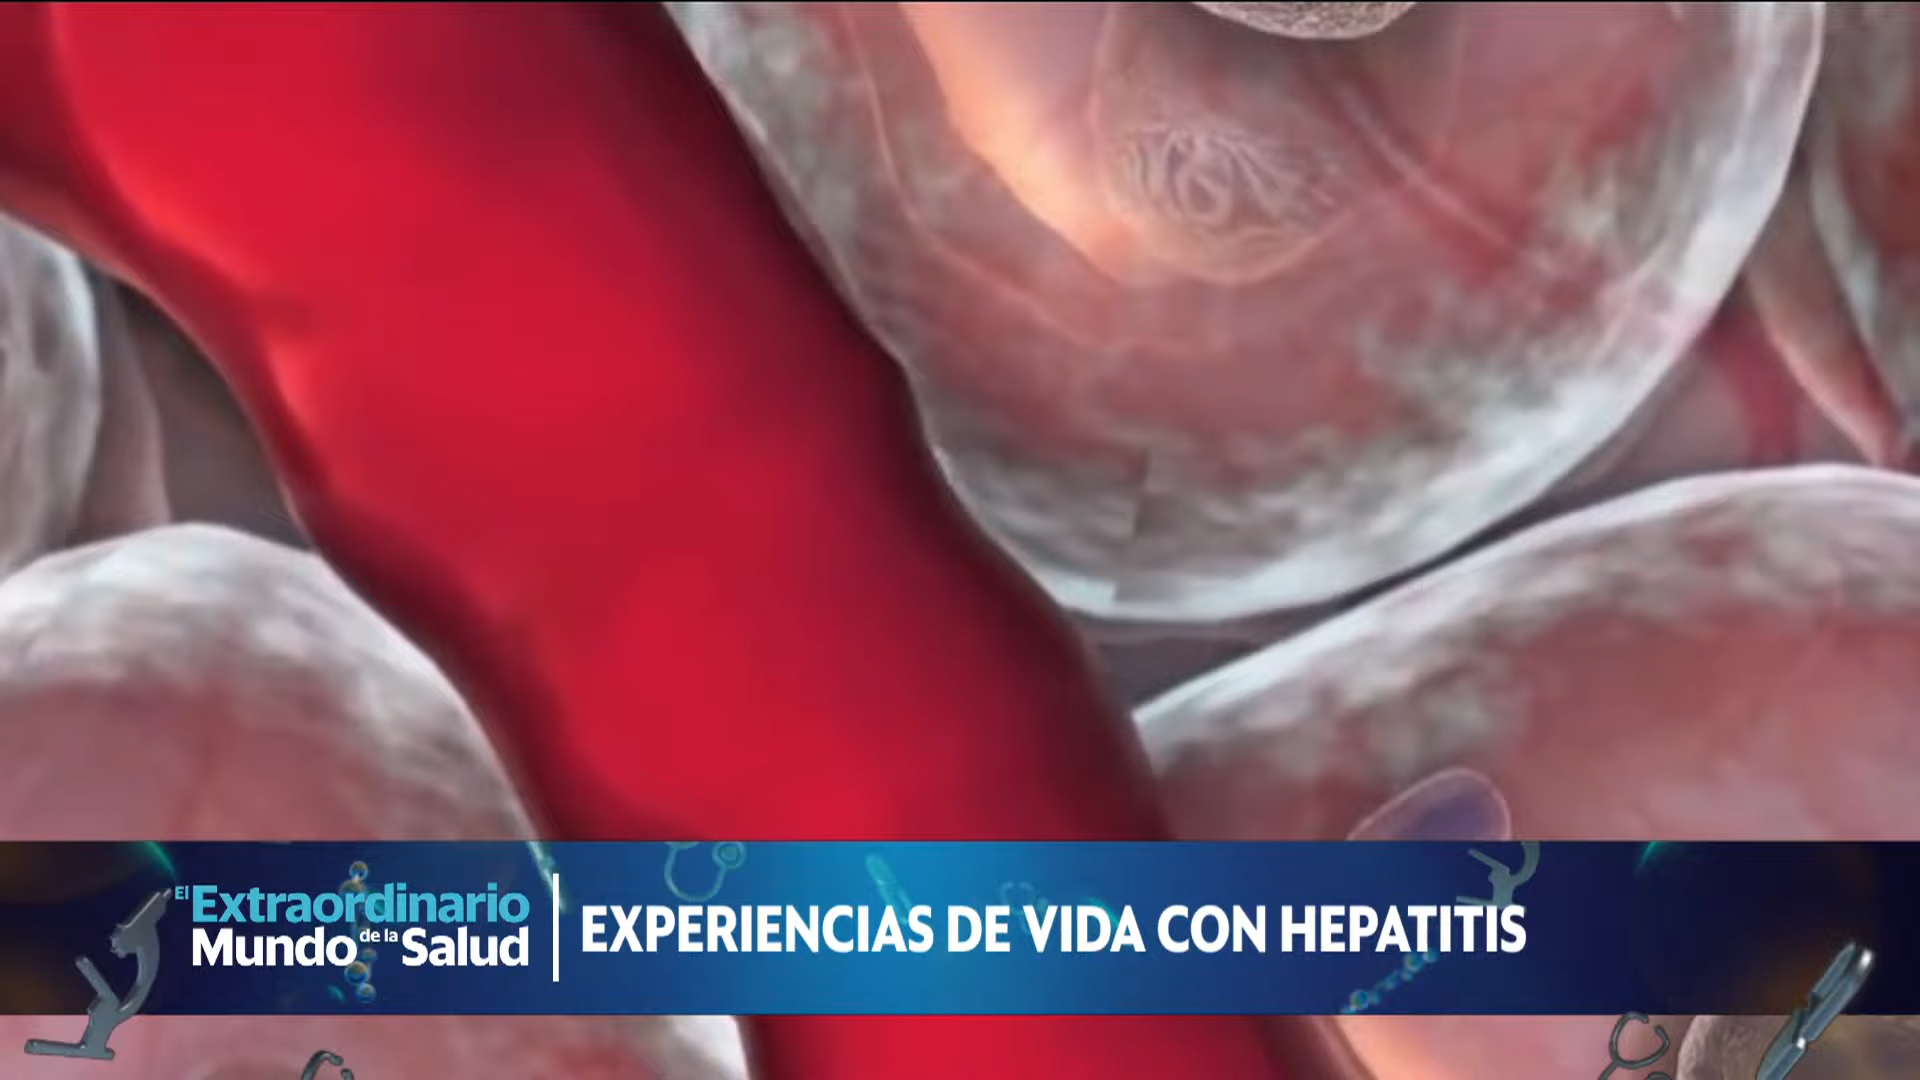 El Extraordinario
Mundo de la Salud
EXPERIENCIAS DE VIDA CON HEPATITIS